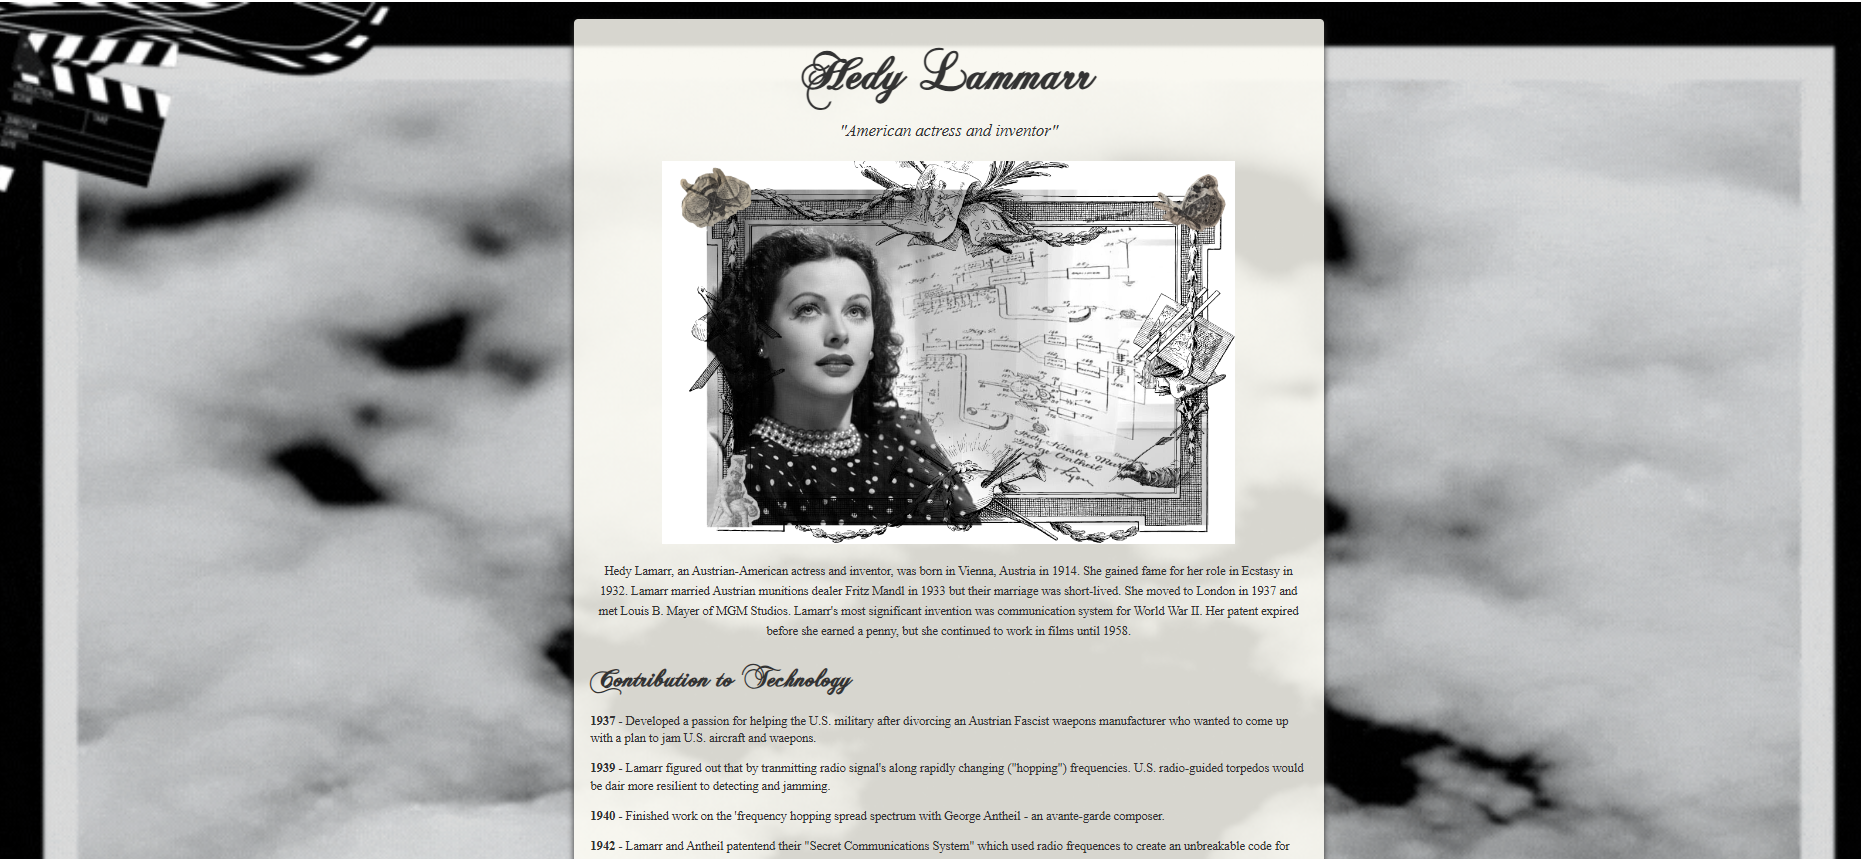 Hedy Lammarr
"American actress and inventor"
Hedy Kiesler Markey
George Antheil
Hedy Lamarr, an Austrian-American actress and inventor, was born in Vienna, Austria in 1914. She gained fame for her role in Ecstasy in
1932. Lamarr married Austrian munitions dealer Fritz Mandl in 1933 but their marriage was short-lived. She moved to London in 1937 and
met Louis B. Mayer of MGM Studios. Lamarr's most significant invention was communication system for World War II. Her patent expired
before she earned a penny, but she continued to work in films until 1958.
Contribution to Technology
1937 - Developed a passion for helping the U.S. military after divorcing an Austrian Fascist waepons manufacturer who wanted to come up
with a plan to jam U.S. aircraft and waepons.
1939 - Lamarr figured out that by tranmitting radio signal's along rapidly changing ("hopping") frequencies. U.S. radio-guided torpedos would
be dair more resilient to detecting and jamming.
1940 - Finished work on the 'frequency hopping spread spectrum with George Antheil - an avante-garde composer.
1942 - Lamarr and Antheil patentend their "Secret Communications System" which used radio frequences to create an unbreakable code for